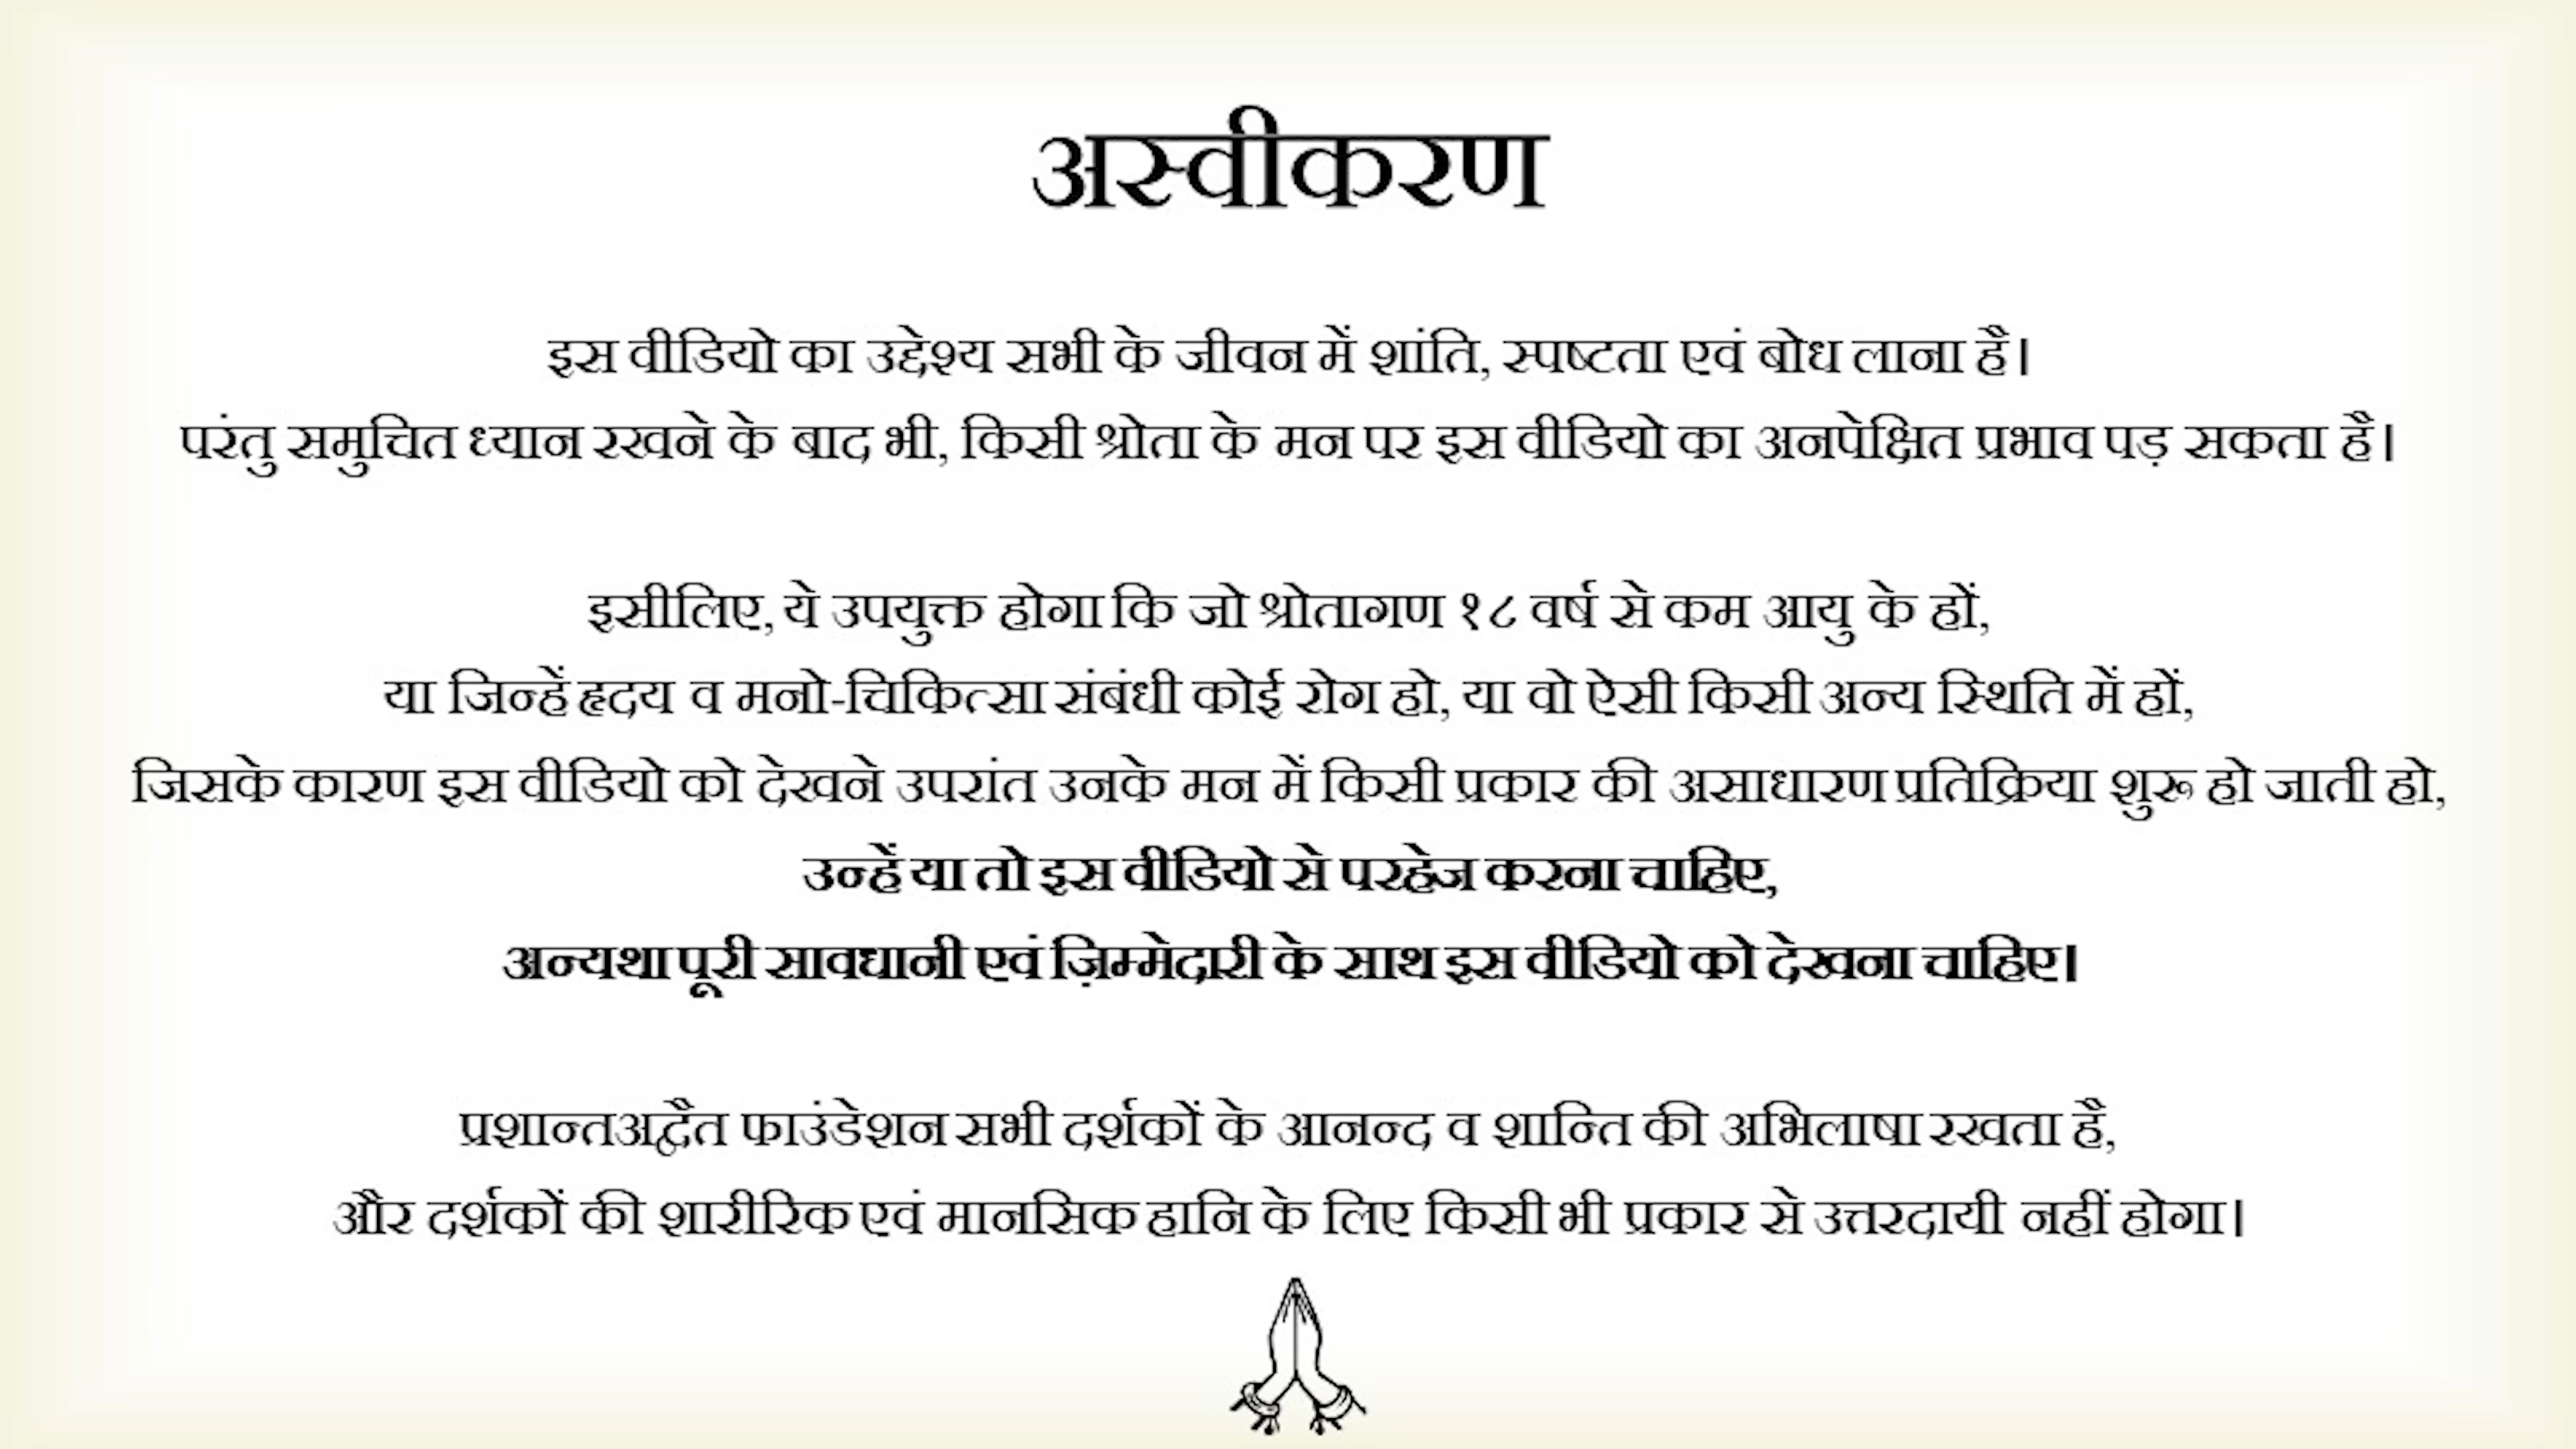 अस्वीकरण
इस वीडियो का उद्देश्य सभी के जीवन में शांति, स्पष्टता एवं बोध लाना है।
परंतु समुचित ध्यान रखने के बाद भी, किसी श्रोता के मन पर इस वीडियो का अनपेक्षित प्रभाव पड़ सकता है।
इसीलिए, ये उपयुक्त होगा कि जो श्रोतागण १८ वर्ष से कम आयु के हों,
या जिन्हें हृदय व मनो-चिकित्सा संबंधी कोई रोग हो, या वो ऐसी किसी अन्य स्थिति में हों,
जिसके कारण इस वीडियो को देखने उपरांत उनके मन में किसी प्रकार की असाधारण प्रतिक्रिया शुरू हो जाती हो,
उन्हें या तो इस वीडियो से परहेज करना चाहिए,
अन्यथा पूरी सावधानी एवं ज़िम्मेदारी के साथ इस वीडियो को देखना चाहिए।
प्रशान्तअद्वैत फाउंडेशन सभी दर्शकों के आनन्द व शान्ति की अभिलाषा रखता है,
और दर्शकों की शारीरिक एवं मानसिक हानि के लिए किसी भी प्रकार से उत्तरदायी नहीं होगा।